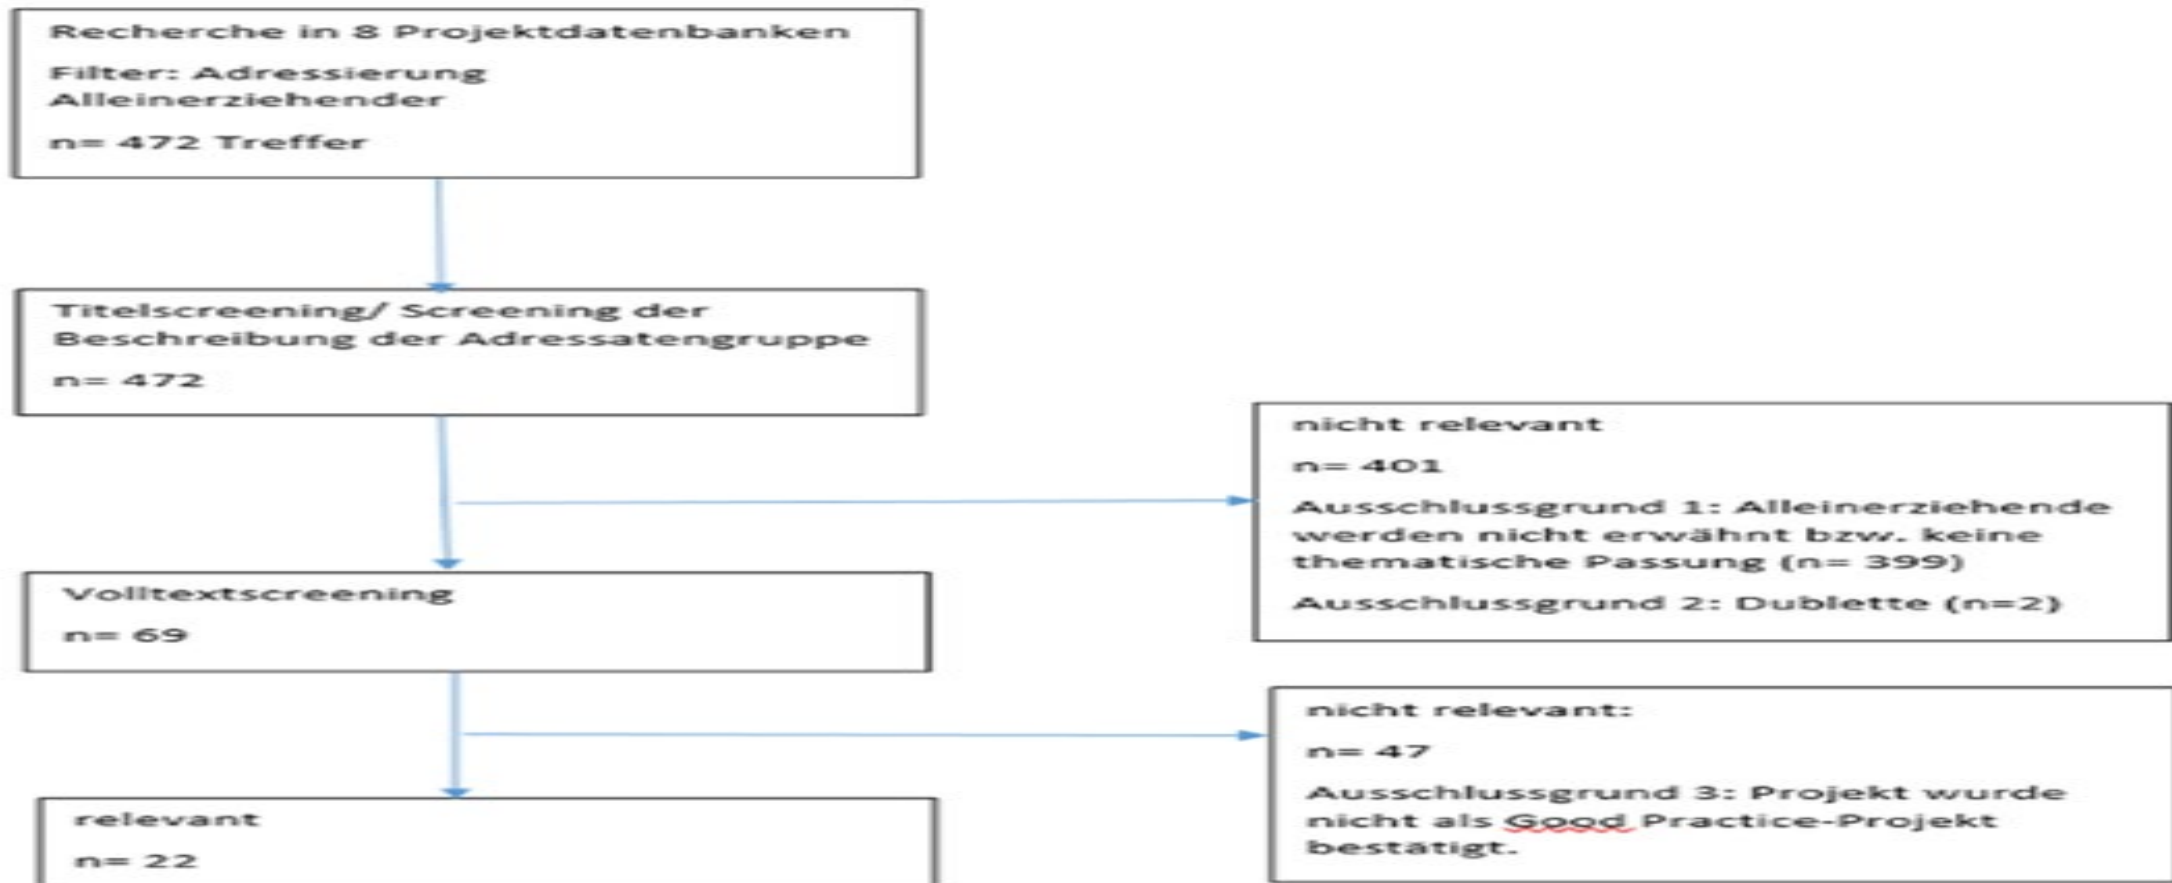 Recherche in 8 Projektdatenbanken
Filter: Adressierung
Alleinerziehender
n= 472 Treffer
Titelscreening/ Screening der
Beschreibung der Adressatengruppe
n= 472
nicht relevant
n= 401
Ausschlussgrund 1: Alleinerziehende
werden nicht erwähnt bzw. keine
thematische Passung (n= 399)
Ausschlussgrund 2: Dublette (n=2)
Volltextscreening
n= 69
nicht relevant:
n= 47
Ausschlussgrund 3: Projekt wurde
nicht als Good Practice-Projekt
bestätigt.
relevant
n= 22